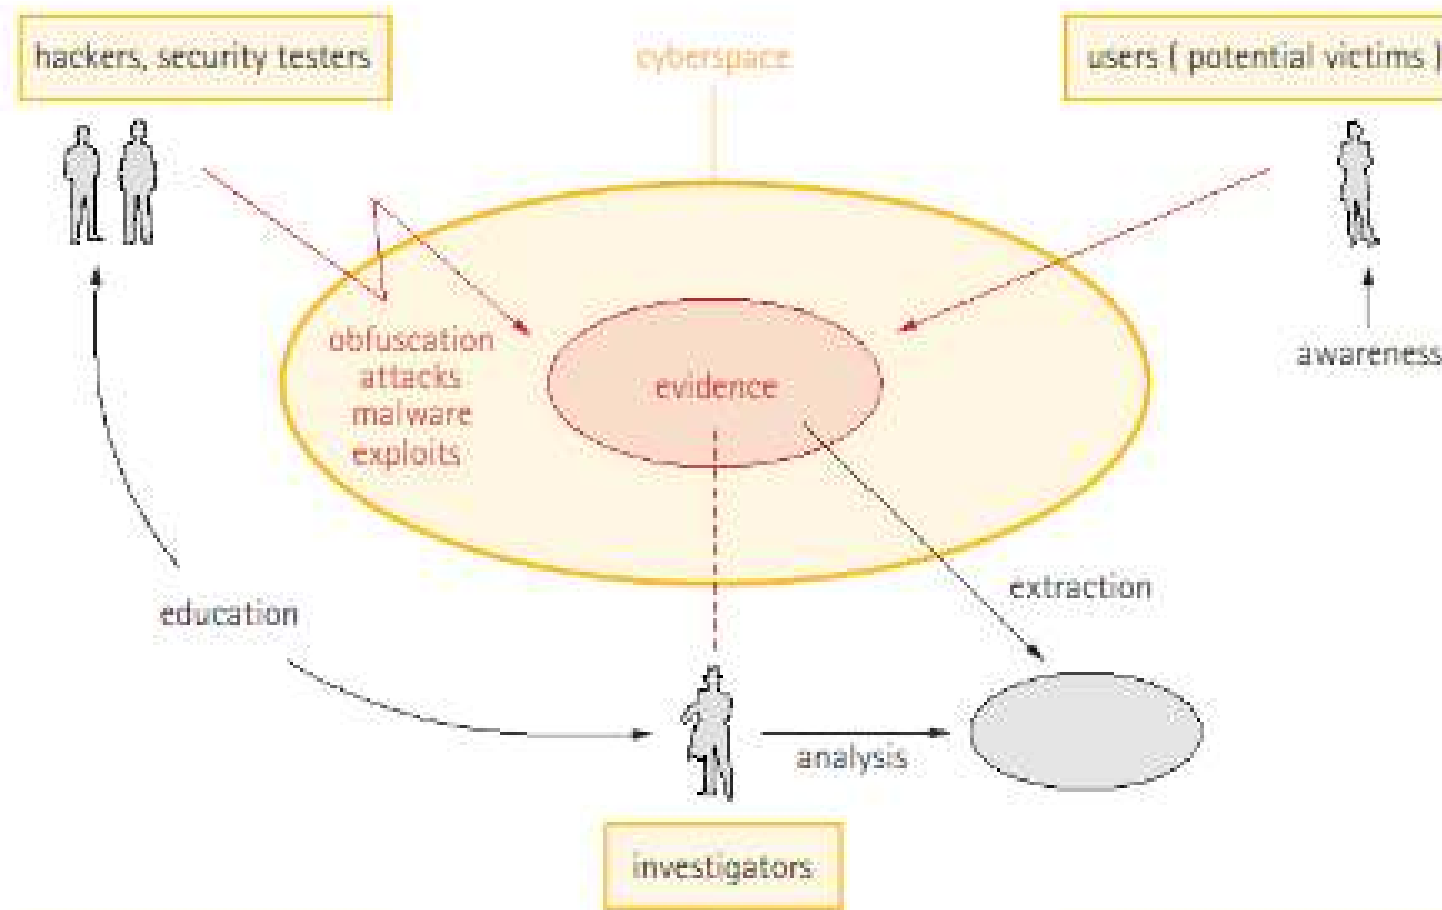 hackers, security testers
cyberspace
users ( potential victims )
obfuscation
attacks
malware
exploits
evidence
awareness
education
extraction
analysis
investigators